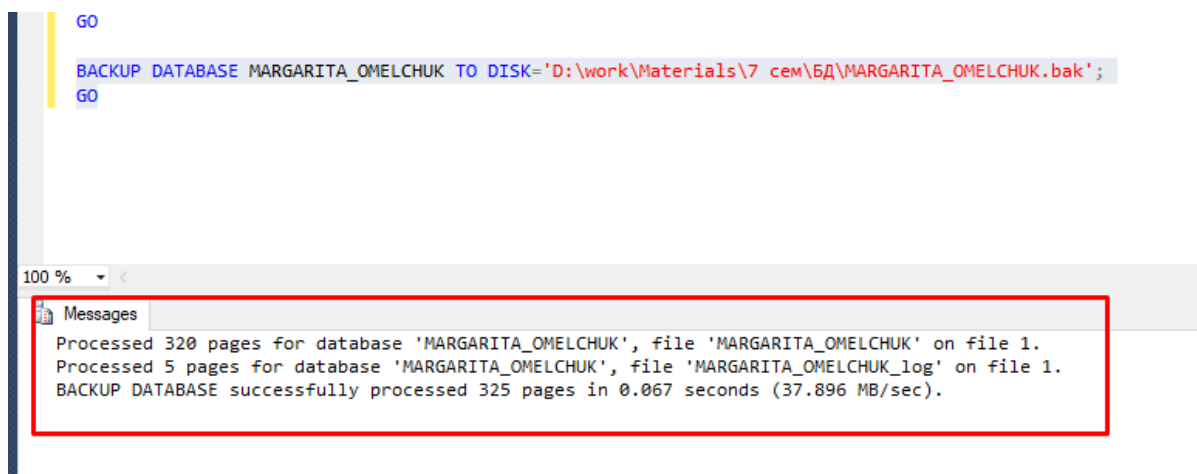 GO
BACKUP DATABASE MARGARITA_OMELCHUK TO DISK='D:\work\Materials\7 сем\БД\MARGARITA_OMELCHUK.bak';
GO
100 %
Messages
Processed 320 pages for database 'MARGARITA_OMELCHUK', file 'MARGARITA_OMELCHUK' on file 1.
Processed 5 pages for database 'MARGARITA_OMELCHUK', file 'MARGARITA_OMELCHUK_log' on file 1.
BACKUP DATABASE successfully processed 325 pages in 0.067 seconds (37.896 MB/sec).